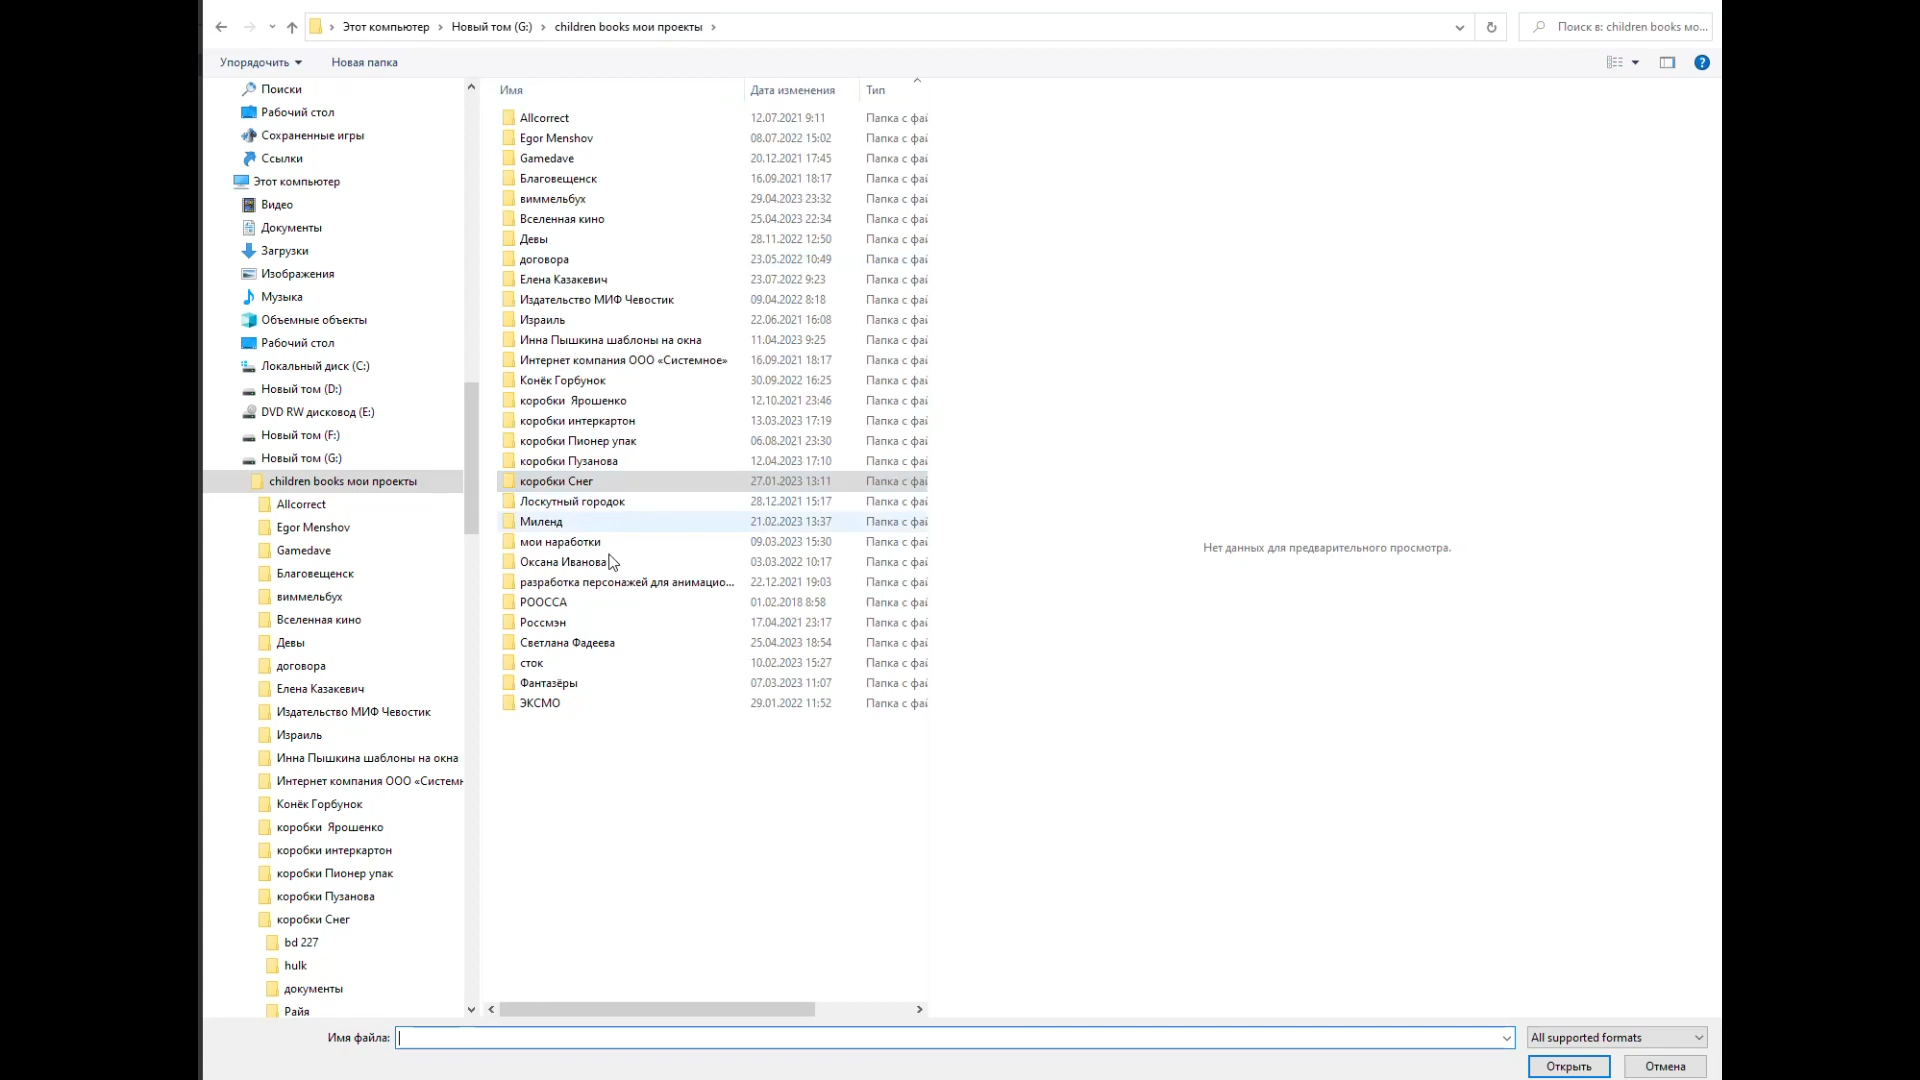 Этот компьютер > Новый том (G:) > children books мои проекты >
Поиск в: children books мо...
Упорядочить
Новая папка
Поиски
Рабочий стол
Сохраненные игры
Ссылки
Этот компьютер
Видео
Документы
Загрузки
Изображения
Музыка
Объемные объекты
Рабочий стол
Локальный диск (C:)
Новый том (D:)
DVD RW дисковод (E:)
Новый том (F:)
Новый том (G:)
children books мои проекты
Allcorrect
Egor Menshov
Gamedave
Благовещенск
виммельбух
Вселенная кино
Девы
договора
Елена Казакевич
Издательство МИФ Чевостик
Израиль
Инна Пышкина шаблоны на окна
Интернет компания ООО «Системн
Конёк Горбунок
коробки  Ярошенко
коробки интеркартон
коробки Пионер упак
коробки Пузанова
коробки Снег
bd 227
hulk
документы
Райя
Имя Дата изменения Тип
Allcorrect 12.07.2021 9:11 Папка с фай
Egor Menshov 08.07.2022 15:02 Папка с фай
Gamedave 20.12.2021 17:45 Папка с фай
Благовещенск 16.09.2021 18:17 Папка с фай
виммельбух 29.04.2023 23:32 Папка с фай
Вселенная кино 25.04.2023 22:34 Папка с фай
Девы 28.11.2022 12:50 Папка с фай
договора 23.05.2022 10:49 Папка с фай
Елена Казакевич 23.07.2022 9:23 Папка с фай
Издательство МИФ Чевостик 09.04.2022 8:18 Папка с фай
Израиль 22.06.2021 16:08 Папка с фай
Инна Пышкина шаблоны на окна 11.04.2023 9:25 Папка с фай
Интернет компания ООО «Системное» 16.09.2021 18:17 Папка с фай
Конёк Горбунок 30.09.2022 16:25 Папка с фай
коробки  Ярошенко 12.10.2021 23:46 Папка с фай
коробки интеркартон 13.03.2023 17:19 Папка с фай
коробки Пионер упак 06.08.2021 23:30 Папка с фай
коробки Пузанова 12.04.2023 17:10 Папка с фай
коробки Снег 27.01.2023 13:11 Папка с фай
Лоскутный городок 28.12.2021 15:17 Папка с фай
Миленд 21.02.2023 13:37 Папка с фай
мои наработки 09.03.2023 15:30 Папка с фай
Оксана Иванова 03.03.2022 10:17 Папка с фай
разработка персонажей для анимацио... 22.12.2021 19:03 Папка с фай
РООССА 01.02.2018 8:58 Папка с фай
Россмэн 17.04.2021 23:17 Папка с фай
Светлана Фадеева 25.04.2023 18:54 Папка с фай
сток 10.02.2023 15:27 Папка с фай
Фантазёры 07.03.2023 11:07 Папка с фай
ЭКСМО 29.01.2022 11:52 Папка с фай
Нет данных для предварительного просмотра.
Имя файла:
All supported formats
Открыть
Отмена